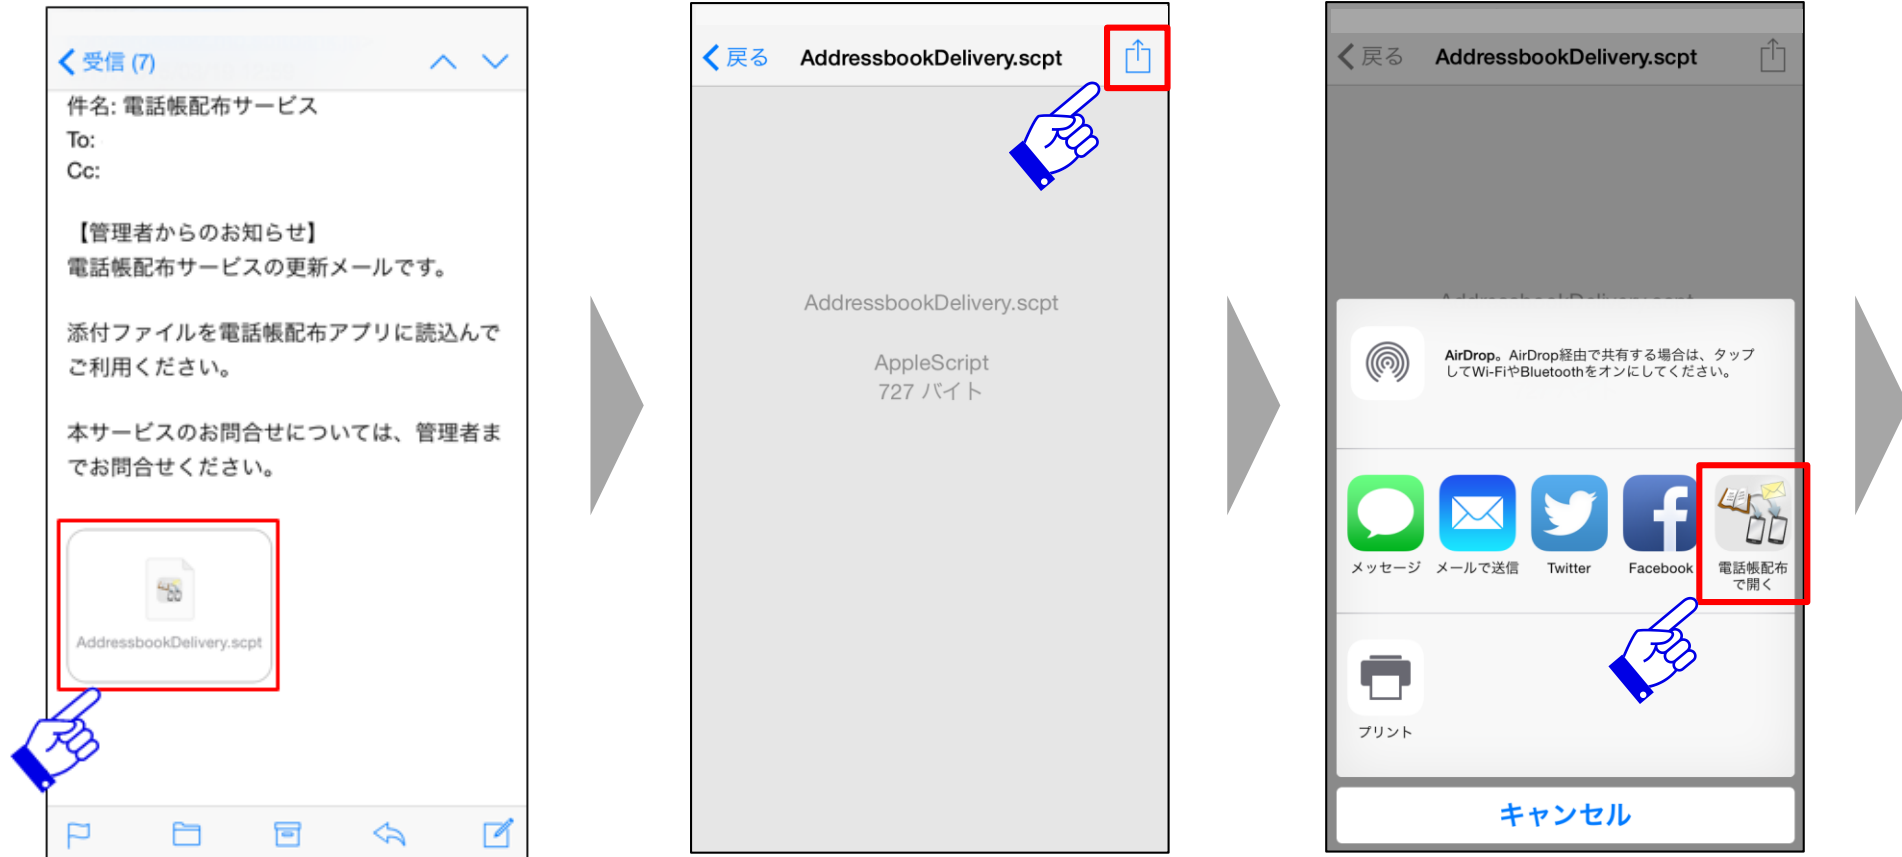 受信 (7)
件名: 電話帳配布サービス
To:
Cc:
【管理者からのお知らせ】
電話帳配布サービスの更新メールです。
添付ファイルを電話帳配布アプリに読込んで
ご利用ください。
本サービスのお問合せについては、管理者ま
でお問合せください。
AddressbookDelivery.scpt
戻る
AddressbookDelivery.scpt
AddressbookDelivery.scpt
AppleScript
727 バイト
戻る
AddressbookDelivery.scpt
AddressbookDelivery.scpt
AirDrop。AirDrop経由で共有する場合は、タップ
してWi-FiやBluetoothをオンにしてください。
メッセージ
メールで送信
Twitter
Facebook
電話帳配布
で開く
プリント
キャンセル